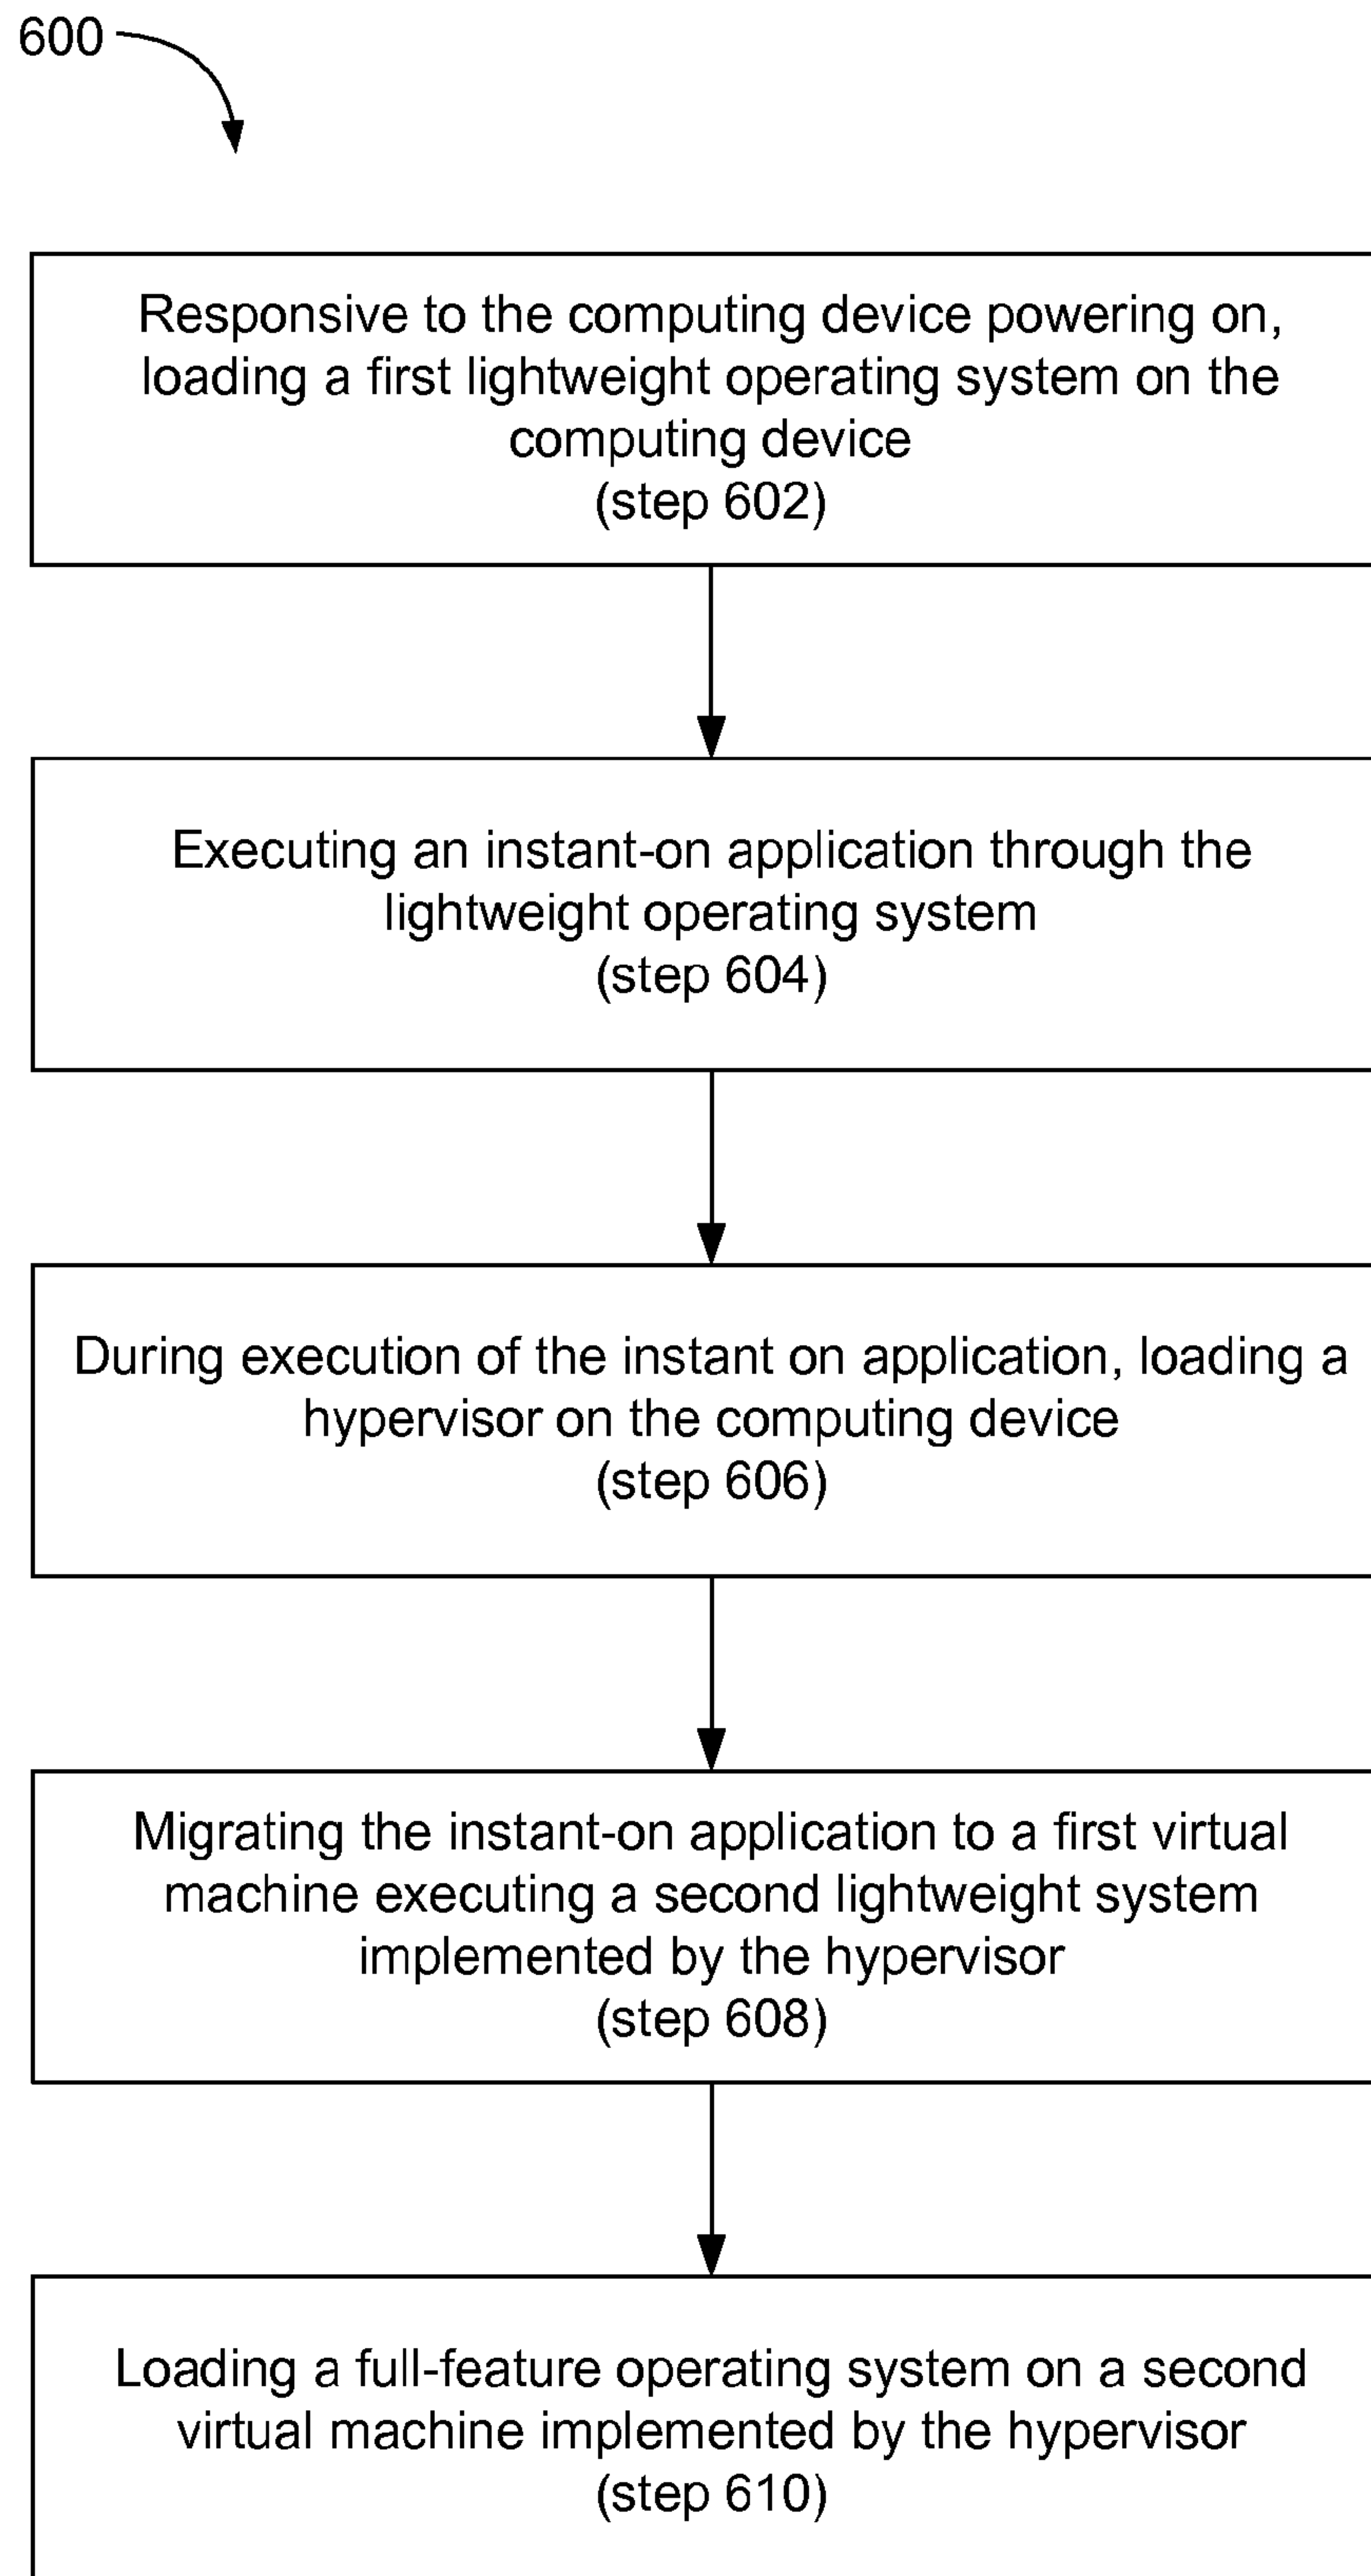 600
Responsive to the computing device powering on,
loading a first lightweight operating system on the
computing device
(step 602)
Executing an instant-on application through the
lightweight operating system
(step 604)
During execution of the instant on application, loading a
hypervisor on the computing device
(step 606)
Migrating the instant-on application to a first virtual
machine executing a second lightweight system
implemented by the hypervisor
(step 608)
Loading a full-feature operating system on a second
virtual machine implemented by the hypervisor
(step 610)